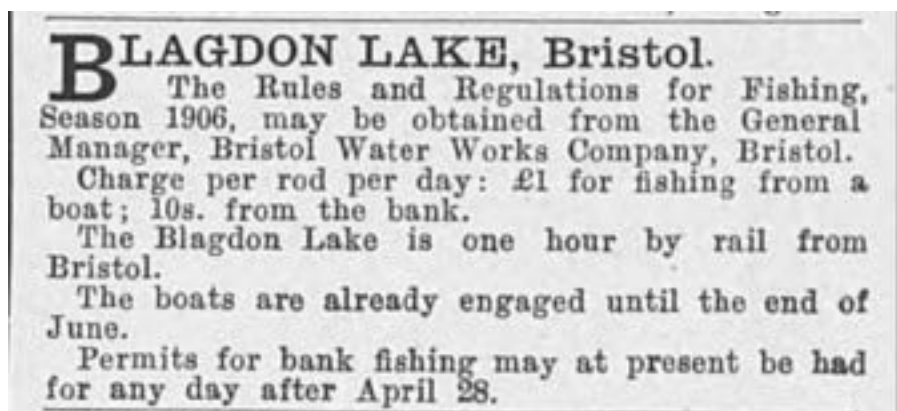 BLAGDON LAKE, Bristol.
The Rules and Regulations for Fishing,
Season 1906, may be obtained from the General
Manager, Bristol Water Works Company, Bristol.
Charge per rod per day: £1 for fishing from a
boat; 10s. from the bank.
The Blagdon Lake is one hour by rail from
Bristol.
The boats are already engaged until the end of
June.
Permits for bank fishing may at present be had
for any day after April 28.